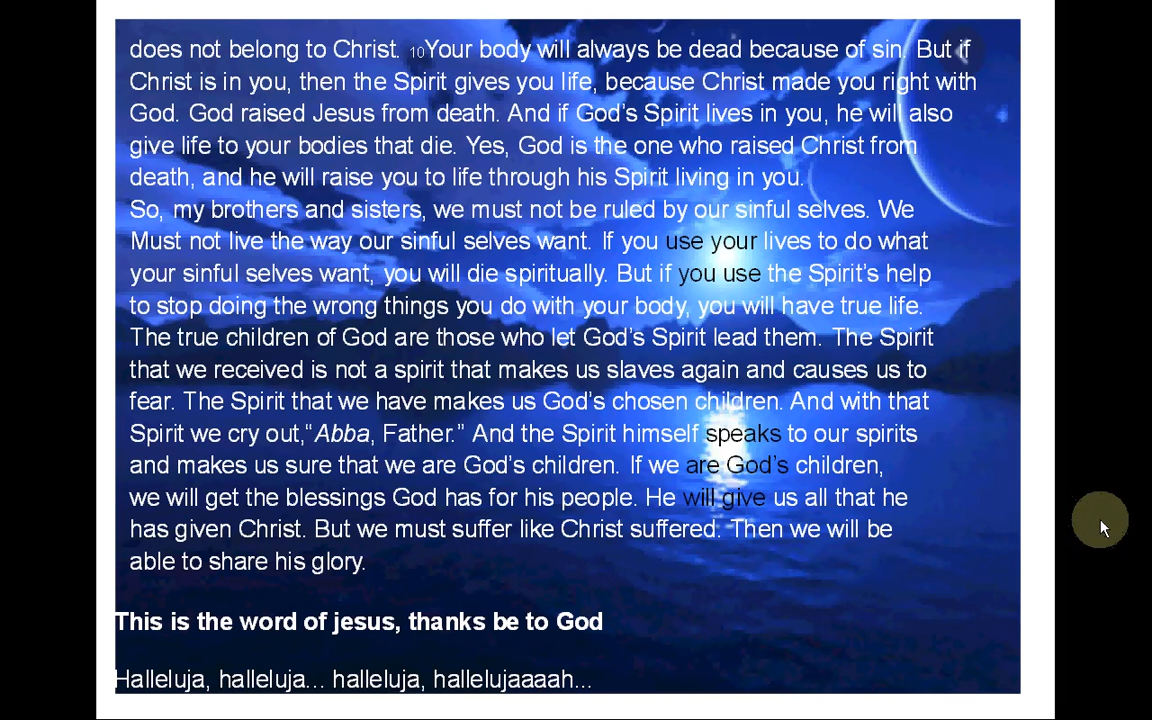 does not belong to Christ. 10Your body will always be dead because of sin. But if
Christ is in you, then the Spirit gives you life, because Christ made you right with
God. God raised Jesus from death. And if God’s Spirit lives in you, he will also
give life to your bodies that die. Yes, God is the one who raised Christ from
death, and he will raise you to life through his Spirit living in you.
So, my brothers and sisters, we must not be ruled by our sinful selves. We
Must not live the way our sinful selves want. If you use your lives to do what
your sinful selves want, you will die spiritually. But if you use the Spirit’s help
to stop doing the wrong things you do with your body, you will have true life.
The true children of God are those who let God’s Spirit lead them. The Spirit
that we received is not a spirit that makes us slaves again and causes us to
fear. The Spirit that we have makes us God’s chosen children. And with that
Spirit we cry out,“Abba, Father.” And the Spirit himself speaks to our spirits
and makes us sure that we are God’s children. If we are God’s children,
we will get the blessings God has for his people. He will give us all that he
has given Christ. But we must suffer like Christ suffered. Then we will be
able to share his glory.
This is the word of jesus, thanks be to God
Halleluja, halleluja... halleluja, hallelujaaaah...